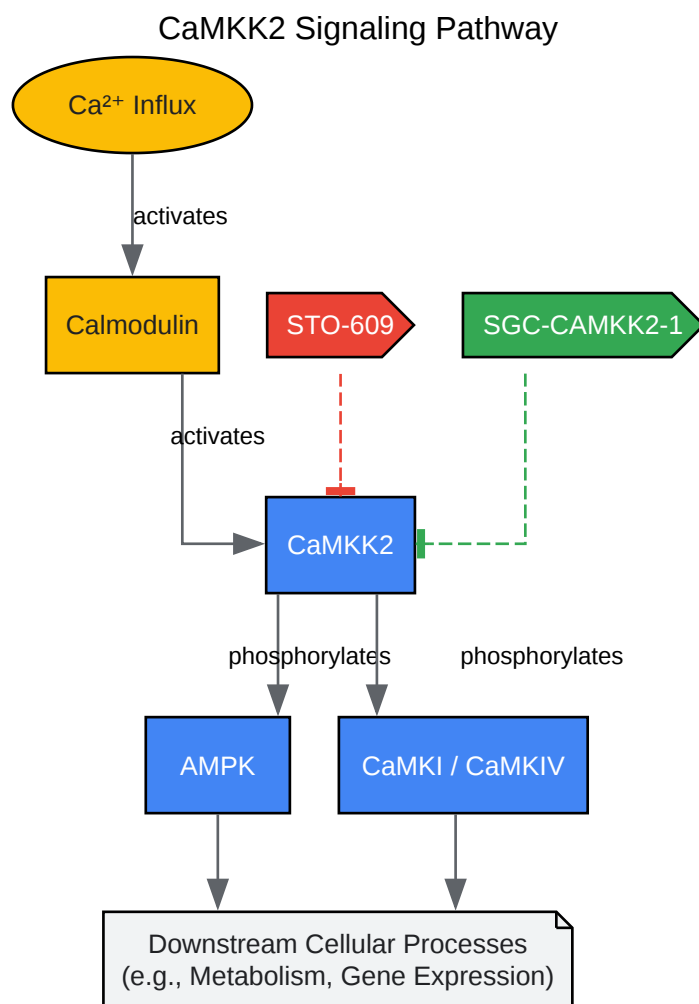 CaMKK2 Signaling Pathway
Ca²⁺ Influx
activates
Calmodulin
STO-609
SGC-CAMKK2-1
activates
CaMKK2
phosphorylates
phosphorylates
AMPK
CaMKI / CaMKIV
Downstream Cellular Processes
(e.g., Metabolism, Gene Expression)